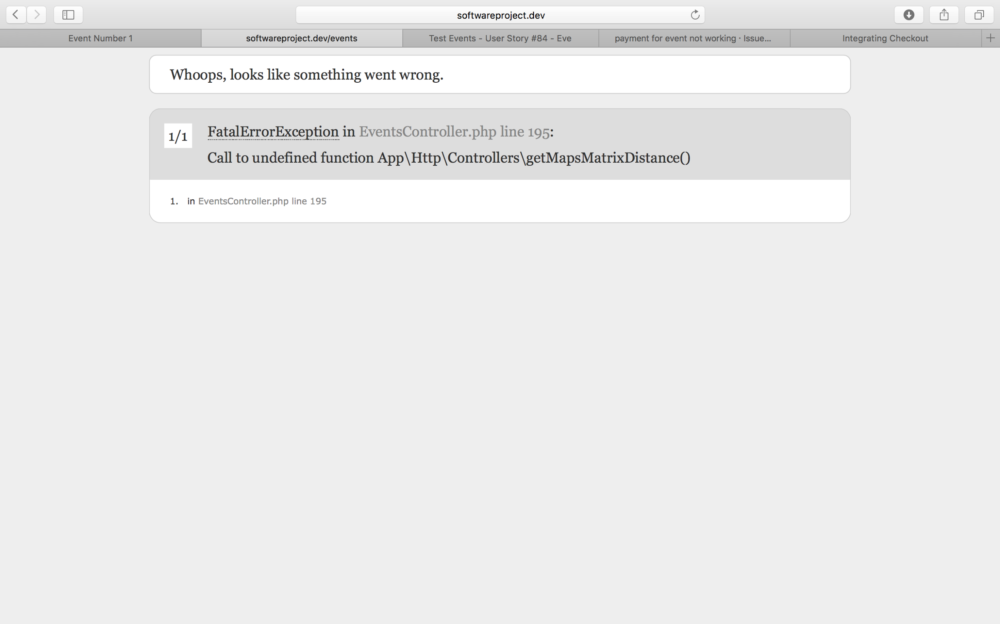 softwareproject.dev
Event Number 1
softwareproject.dev/events
Test Events - User Story #84 - Eve
payment for event not working · Issue...
Integrating Checkout
Whoops, looks like something went wrong.
1/1
FatalErrorException in EventsController.php line 195:
Call to undefined function App\Http\Controllers\getMapsMatrixDistance()
1. in EventsController.php line 195